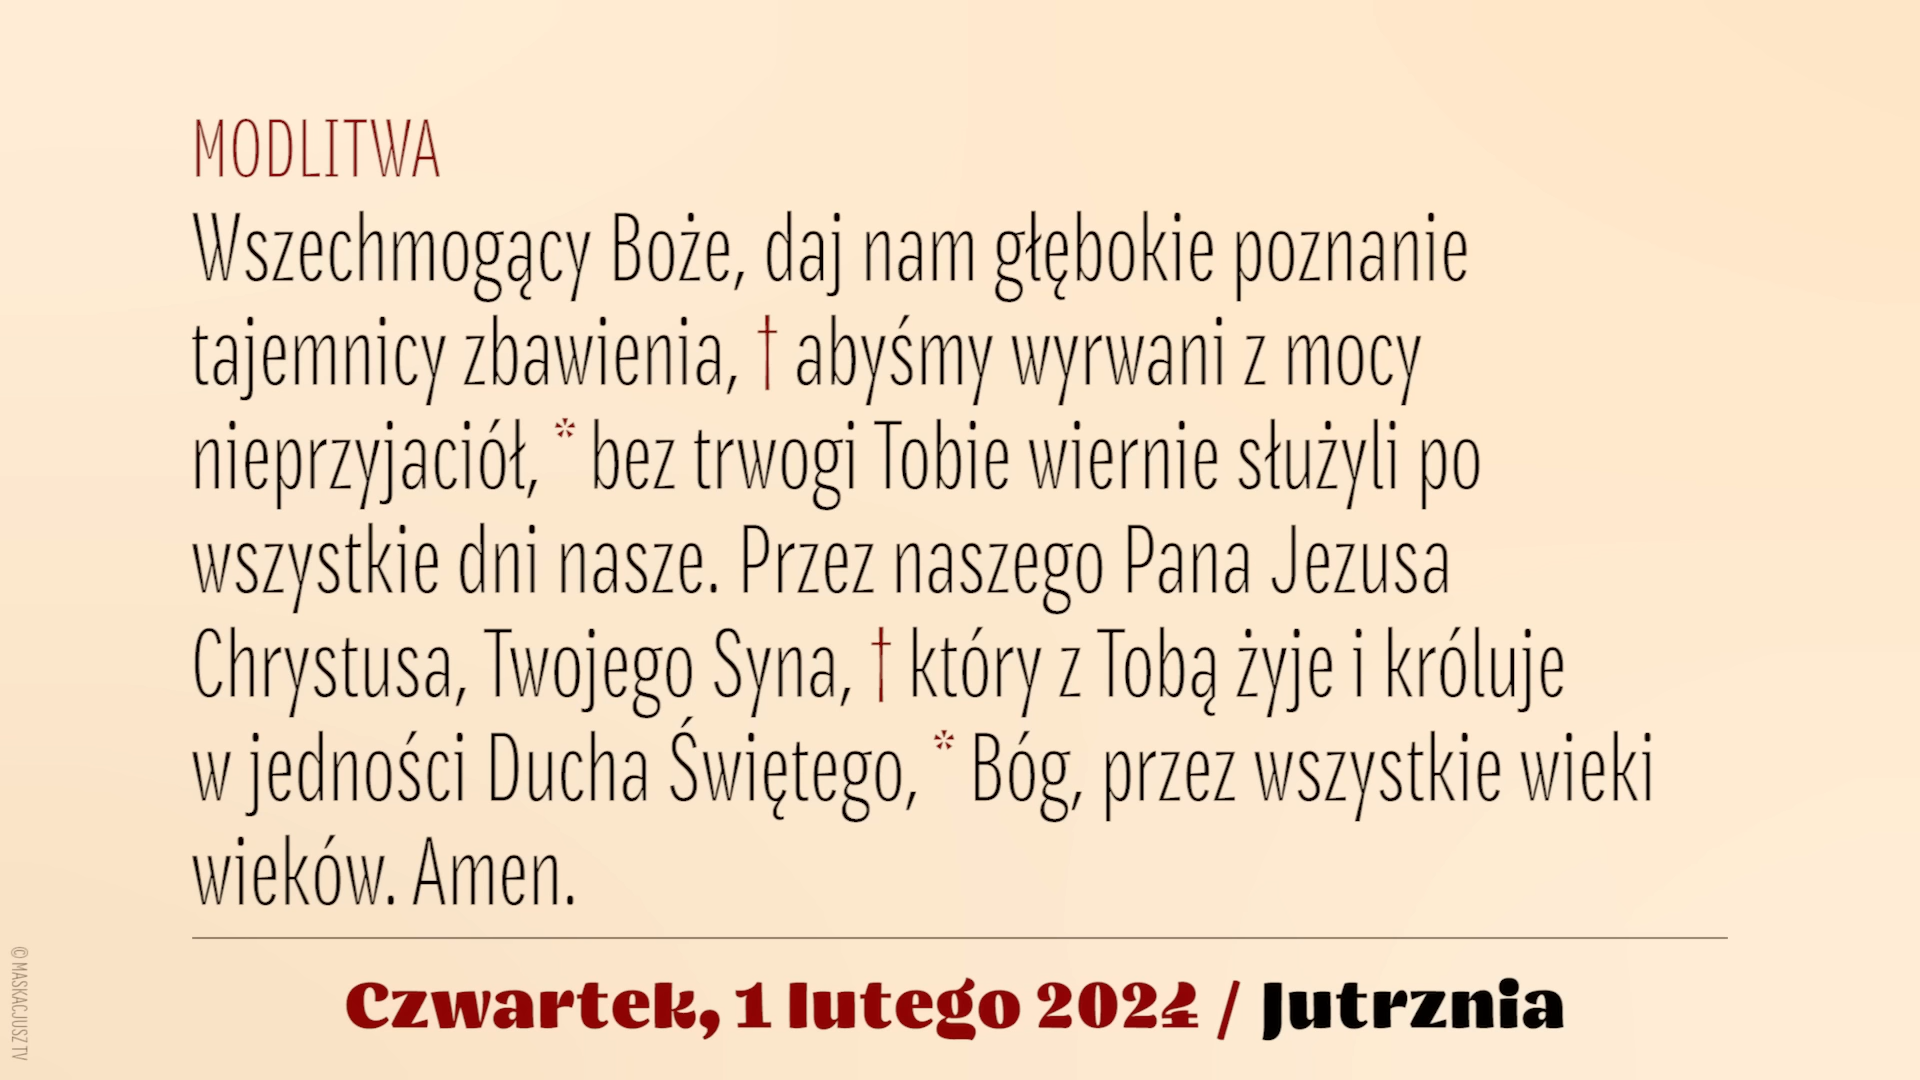 MODLITWA
Wszechmogący Boże, daj nam głębokie poznanie
tajemnicy zbawienia, † abyśmy wyrwani z mocy
nieprzyjaciół, * bez trwogi Tobie wiernie służyli po
wszystkie dni nasze. Przez naszego Pana Jezusa
Chrystusa, Twojego Syna, † który z Tobą żyje i króluje
w jedności Ducha Świętego, * Bóg, przez wszystkie wieki
wieków. Amen.
Czwartek, 1 lutego 2024 / Jutrznia
© MASKACJUSZ TV